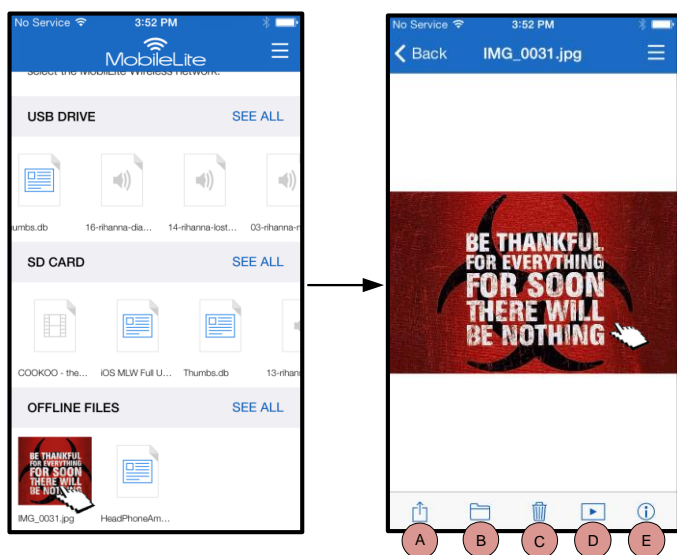 No Service 3:52 PM
MobileLite
select the MobiLite Wireless network.
USB DRIVE SEE ALL
umbs.db 16-rihanna-dia... 14-rihanna-lost... 03-rihanna-r
SD CARD SEE ALL
COOKOO - the... iOS MLW Full U... Thumbs.db 13-rihan
OFFLINE FILES SEE ALL
BE THANKFUL
FOR EVERYTHING
FOR SOON
THERE WILL
BE NOTHING
IMG_0031.jpg HeadPhoneAm...
No Service 3:52 PM
Back IMG_0031.jpg
BE THANKFUL
FOR EVERYTHING
FOR SOON
THERE WILL
BE NOTHING
A B C D E